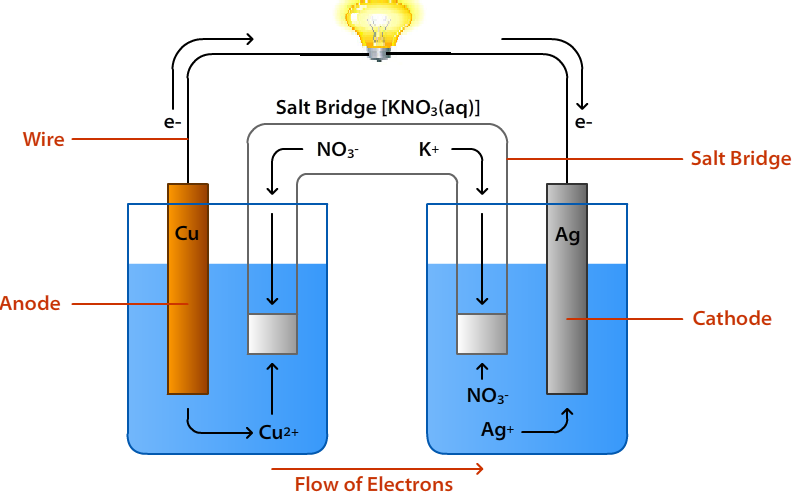 Salt Bridge [KNO₃(aq)]
e-
e-
Wire
NO₃-
K+
Salt Bridge
Cu
Ag
Anode
Cathode
NO₃-
Cu²⁺
Ag+
Flow of Electrons